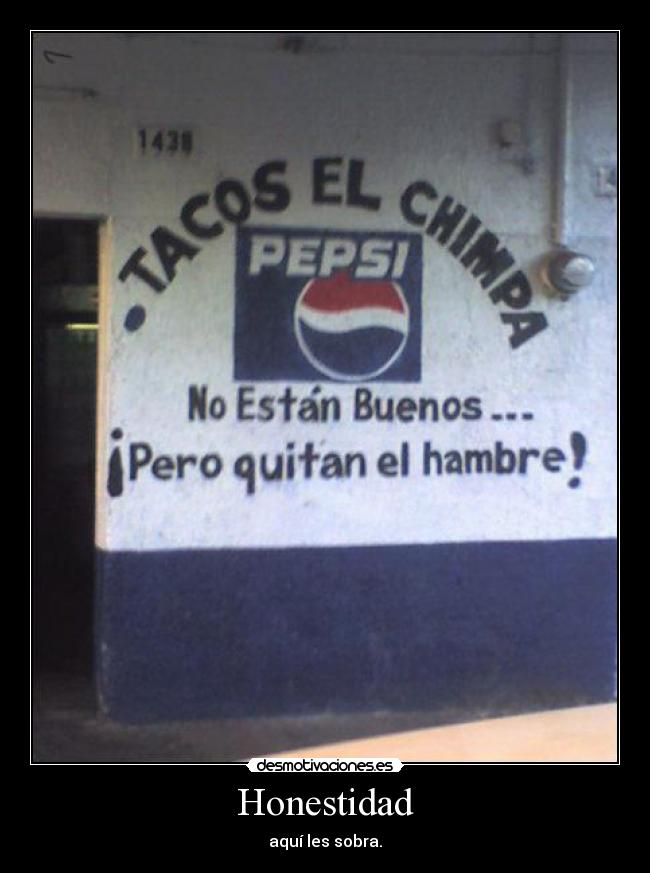 1438
TACOS EL CHIMPA
PEPSI
No Están Buenos...
¡Pero quitan el hambre!
desmotivaciones.es
Honestidad
aquí les sobra.